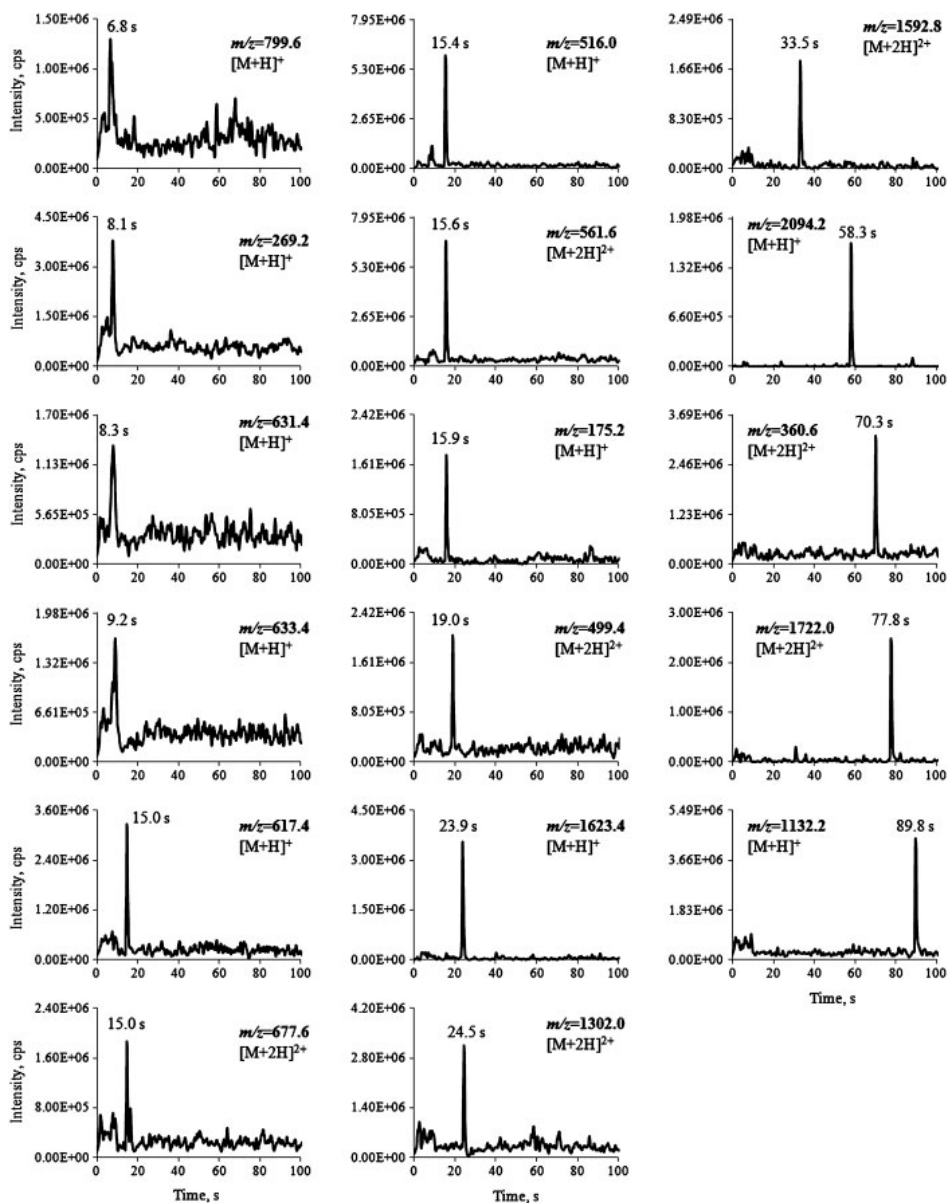 Intensity, cps
1.50E+06
1.00E+06
5.00E+05
0.00E+00
6.8 s
m/z=799.6
[M+H]+
0 20 40 60 80 100
7.95E+06
5.30E+06
2.65E+06
0.00E+00
15.4 s
m/z=516.0
[M+H]+
0 20 40 60 80 100
2.49E+06
1.66E+06
8.30E+05
0.00E+00
33.5 s
m/z=1592.8
[M+2H]2+
0 20 40 60 80 100
Intensity, cps
4.50E+06
3.00E+06
1.50E+06
0.00E+00
8.1 s
m/z=269.2
[M+H]+
0 20 40 60 80 100
7.95E+06
5.30E+06
2.65E+06
0.00E+00
15.6 s
m/z=561.6
[M+2H]2+
0 20 40 60 80 100
1.98E+06
1.32E+06
6.60E+05
0.00E+00
m/z=2094.2
58.3 s
[M+H]+
0 20 40 60 80 100
Intensity, cps
1.70E+06
1.13E+06
5.65E+05
0.00E+00
8.3 s
m/z=631.4
[M+H]+
0 20 40 60 80 100
2.42E+06
1.61E+06
8.05E+05
0.00E+00
15.9 s
m/z=175.2
[M+H]+
0 20 40 60 80 100
3.69E+06
2.46E+06
1.23E+06
0.00E+00
m/z=360.6
70.3 s
[M+2H]2+
0 20 40 60 80 100
Intensity, cps
1.98E+06
1.32E+06
6.61E+05
0.00E+00
9.2 s
m/z=633.4
[M+H]+
0 20 40 60 80 100
2.42E+06
1.61E+06
8.05E+05
0.00E+00
19.0 s
m/z=499.4
[M+2H]2+
0 20 40 60 80 100
3.00E+06
2.00E+06
1.00E+06
0.00E+00
77.8 s
m/z=1722.0
[M+2H]2+
0 20 40 60 80 100
Intensity, cps
3.60E+06
2.40E+06
1.20E+06
0.00E+00
15.0 s
m/z=617.4
[M+H]+
0 20 40 60 80 100
4.50E+06
3.00E+06
1.50E+06
0.00E+00
23.9 s
m/z=1623.4
[M+H]+
0 20 40 60 80 100
5.49E+06
3.66E+06
1.83E+06
0.00E+00
89.8 s
m/z=1132.2
[M+H]+
0 20 40 60 80 100
Time, s
Intensity, cps
2.40E+06
1.60E+06
8.00E+05
0.00E+00
15.0 s
m/z=677.6
[M+2H]2+
0 20 40 60 80 100
Time, s
4.20E+06
2.80E+06
1.40E+06
0.00E+00
24.5 s
m/z=1302.0
[M+2H]2+
0 20 40 60 80 100
Time, s